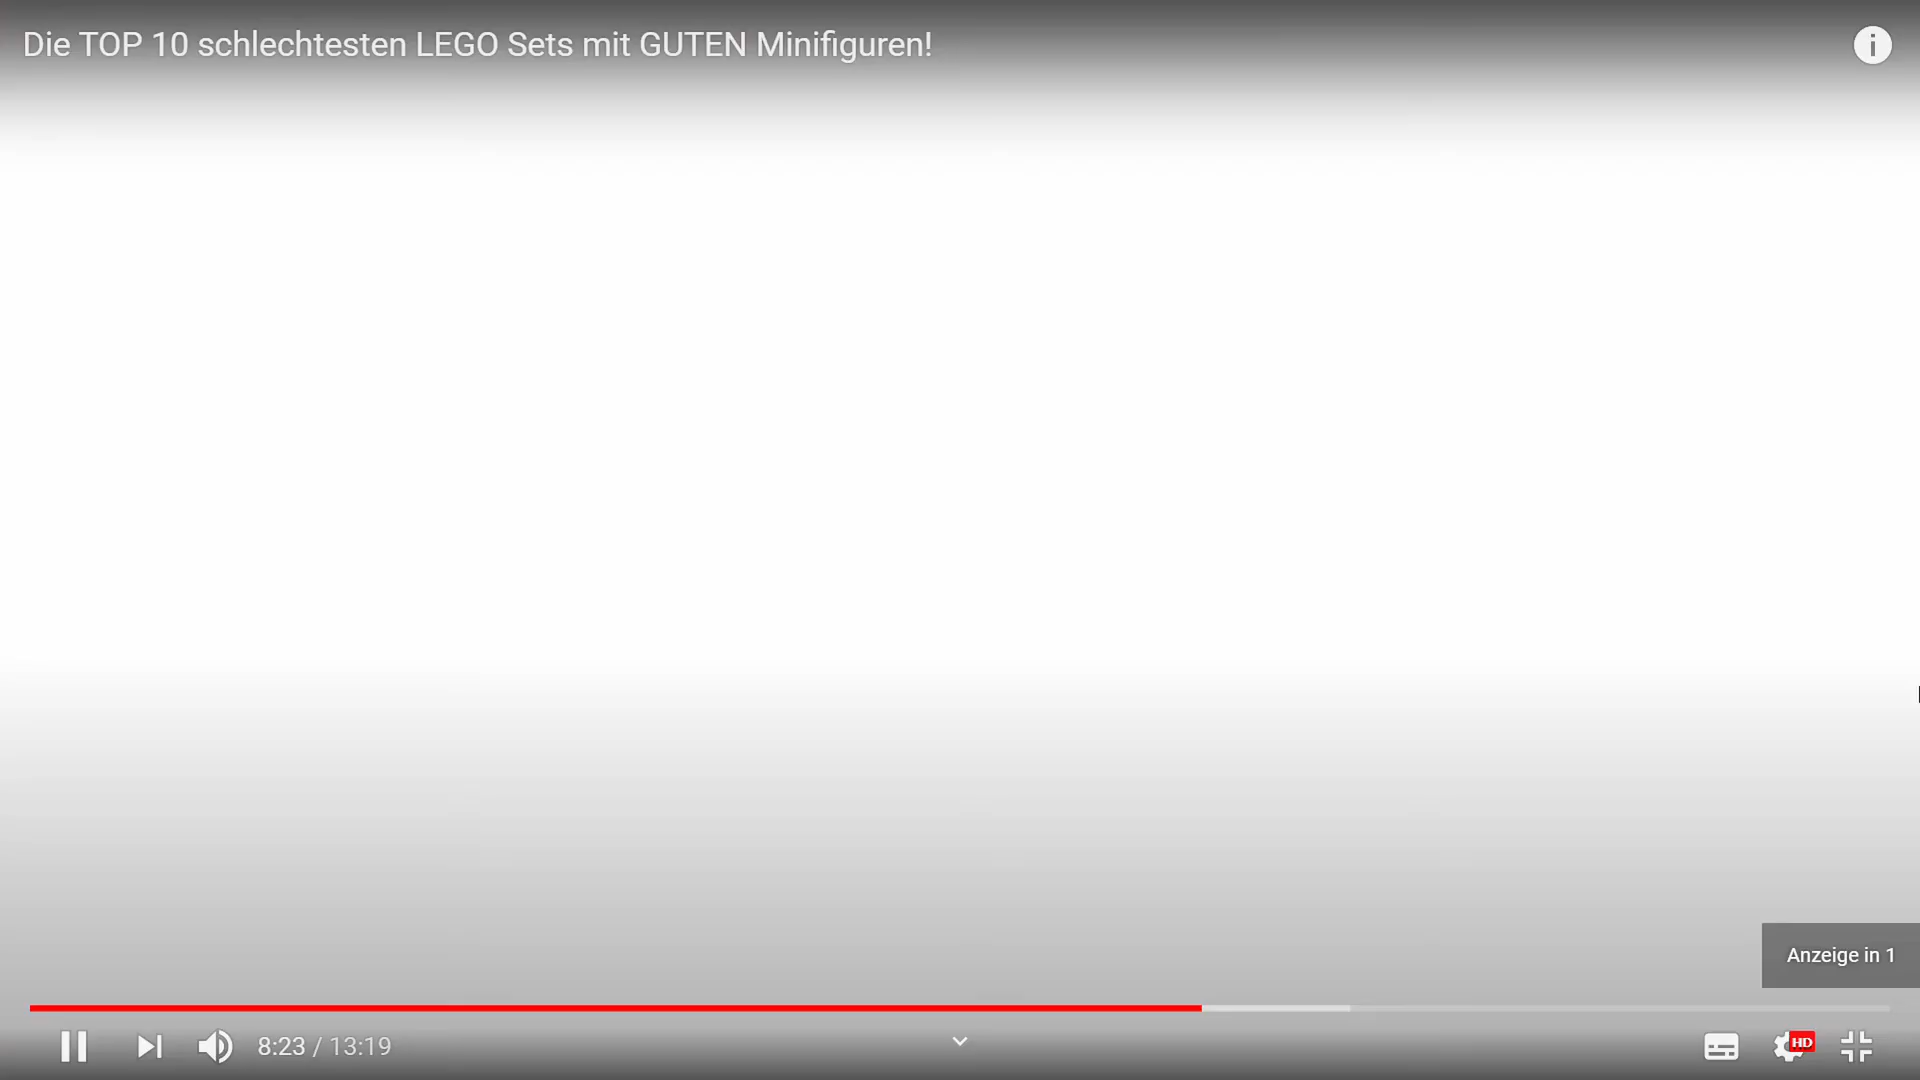 Die TOP 10 schlechtesten LEGO Sets mit GUTEN Minifiguren!
Anzeige in 1
8:23 / 13:19
HD